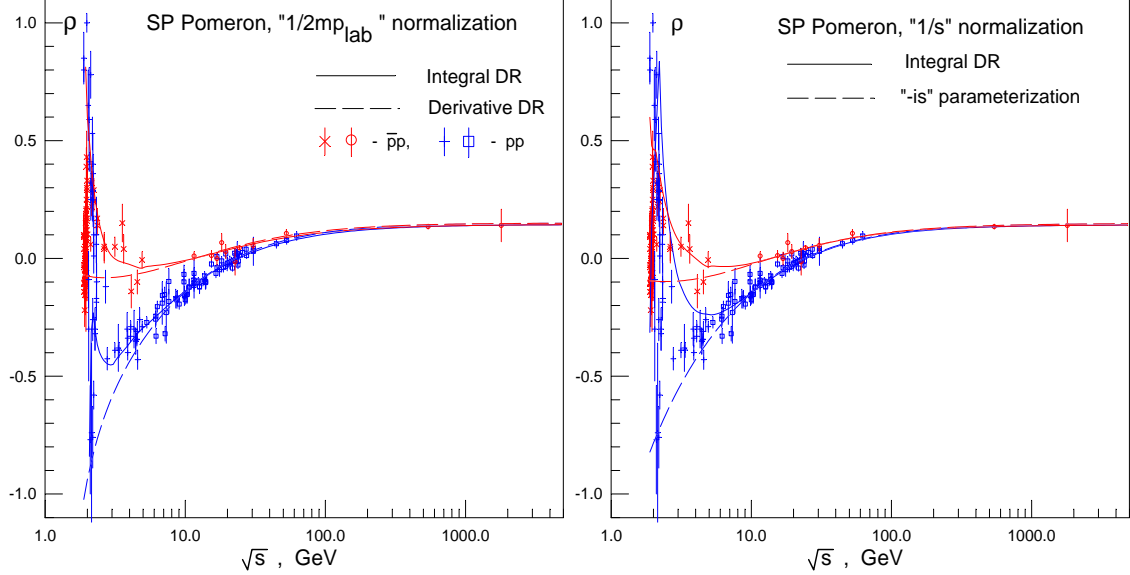 ρ SP Pomeron, "1/2mp_lab " normalization
Integral DR
Derivative DR
- p̅p, - pp
1.0
0.5
0.0
-0.5
-1.0
1.0 10.0 100.0 1000.0
√s , GeV
ρ SP Pomeron, "1/s" normalization
Integral DR
"-is" parameterization
1.0
0.5
0.0
-0.5
-1.0
1.0 10.0 100.0 1000.0
√s , GeV